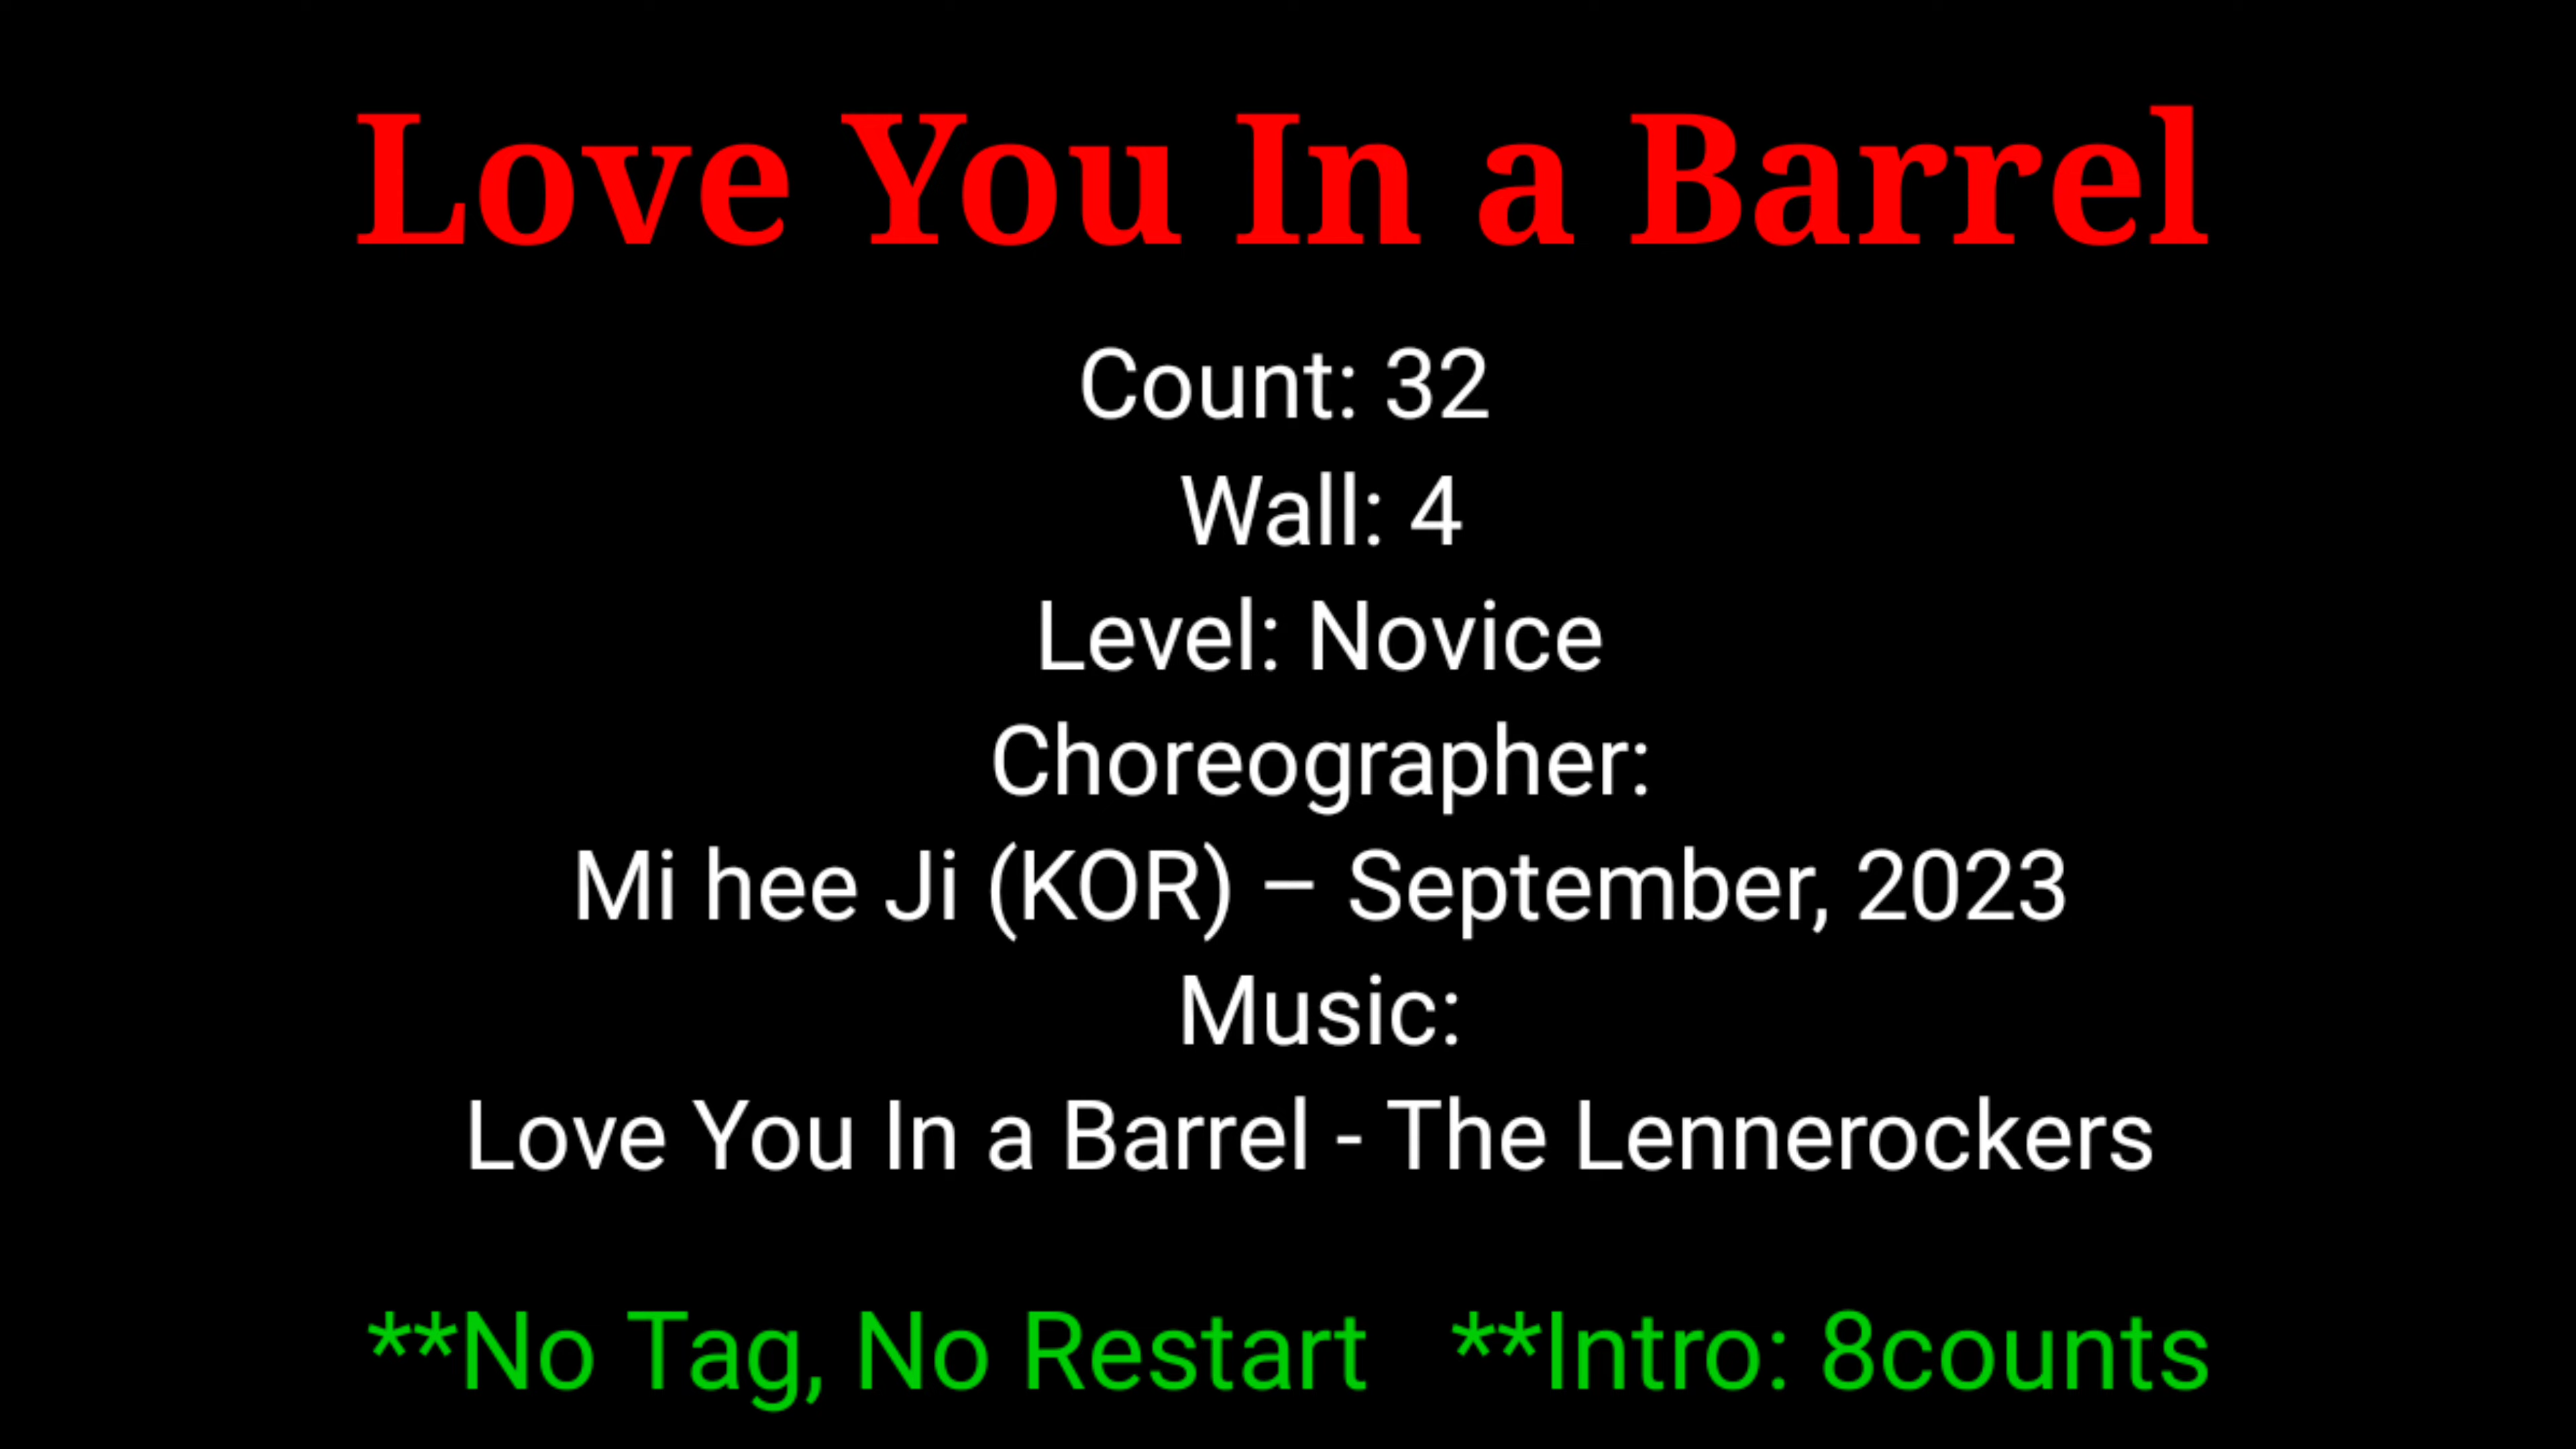 Love You In a Barrel
Count: 32
Wall: 4
Level: Novice
Choreographer:
Mi hee Ji (KOR) – September, 2023
Music:
Love You In a Barrel - The Lennerockers
**No Tag, No Restart   **Intro: 8counts